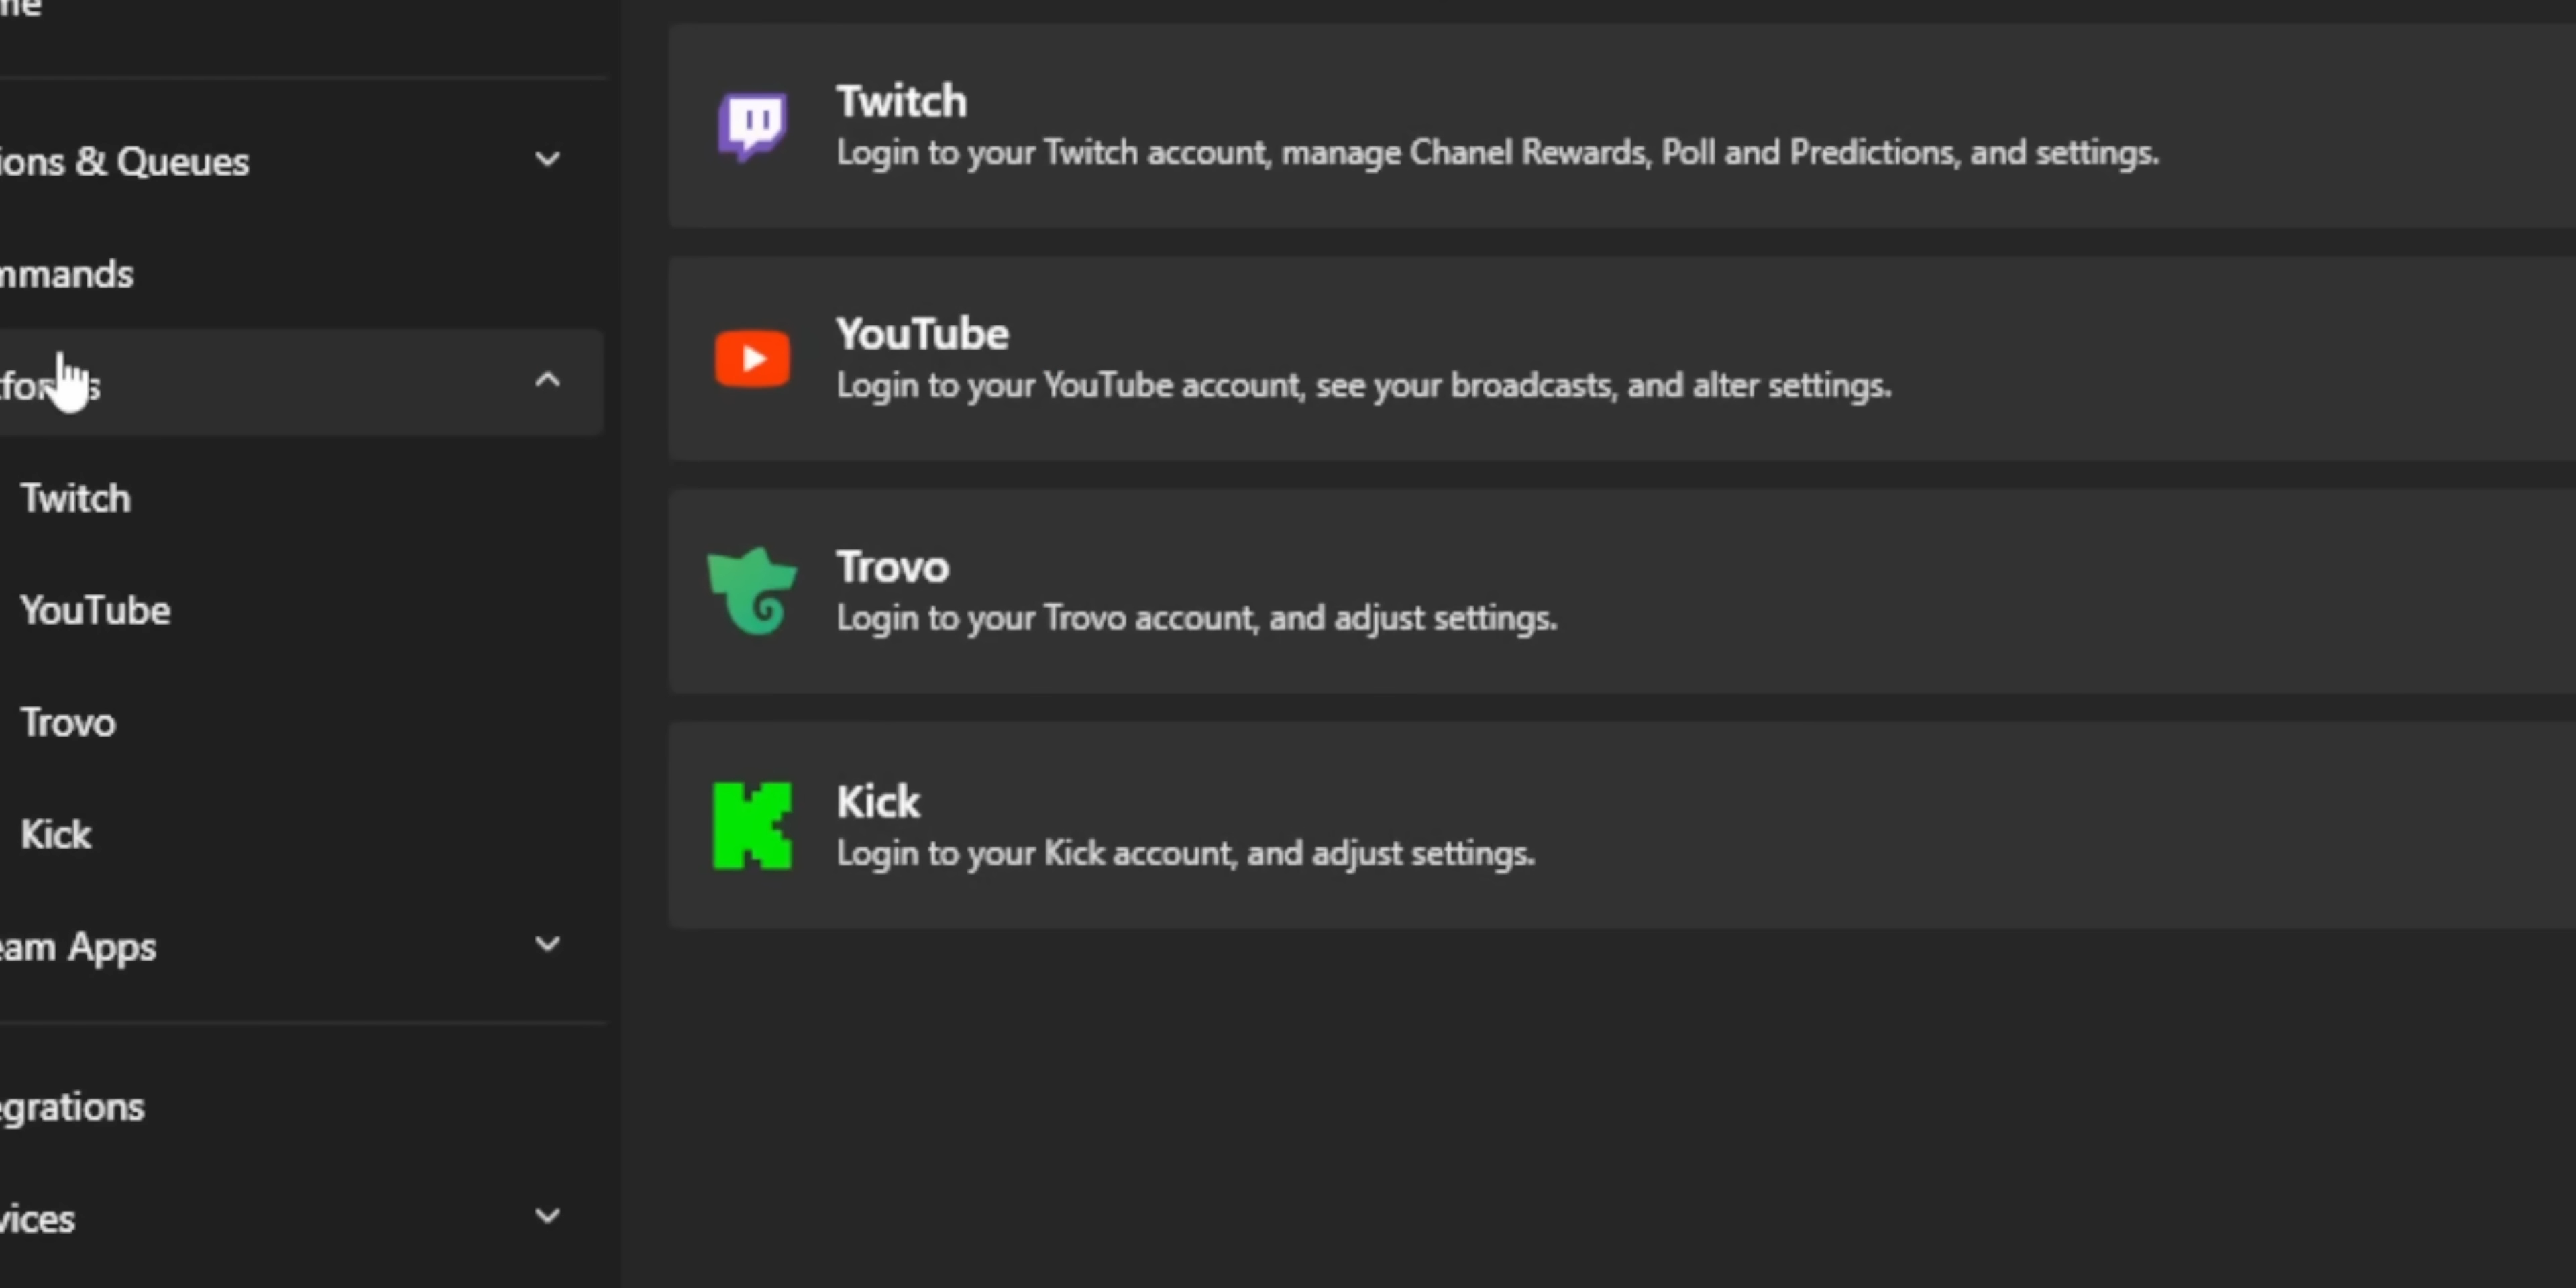 me
ions & Queues
mmands
Twitch
YouTube
Trovo
Kick
eam Apps
egrations
vices
Twitch
Login to your Twitch account, manage Chanel Rewards, Poll and Predictions, and settings.
YouTube
Login to your YouTube account, see your broadcasts, and alter settings.
Trovo
Login to your Trovo account, and adjust settings.
Kick
Login to your Kick account, and adjust settings.